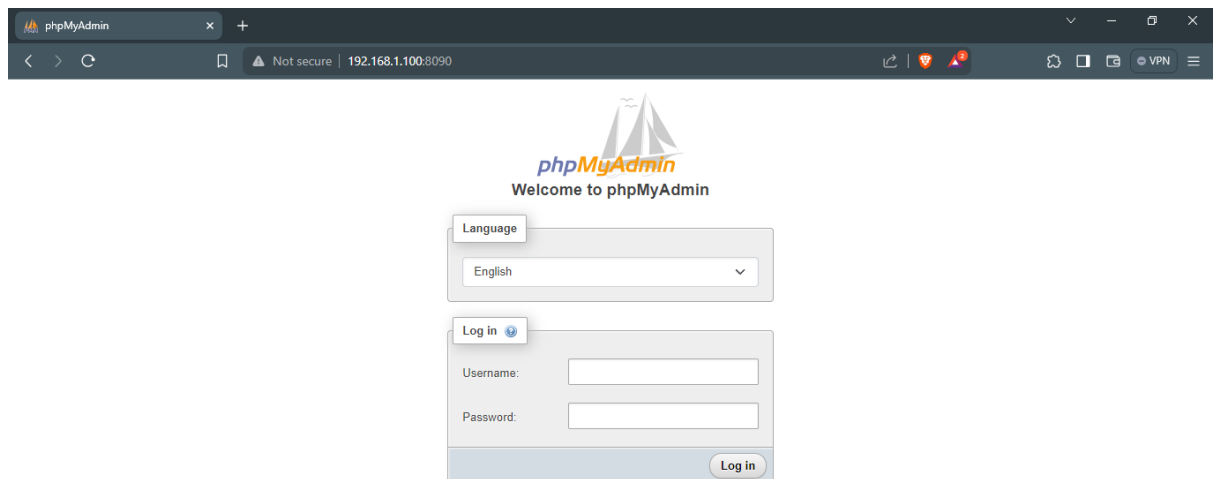 phpMyAdmin
Not secure | 192.168.1.100:8090
2
VPN
phpMyAdmin
Welcome to phpMyAdmin
Language
English
Log in
Username:
Password:
Log in